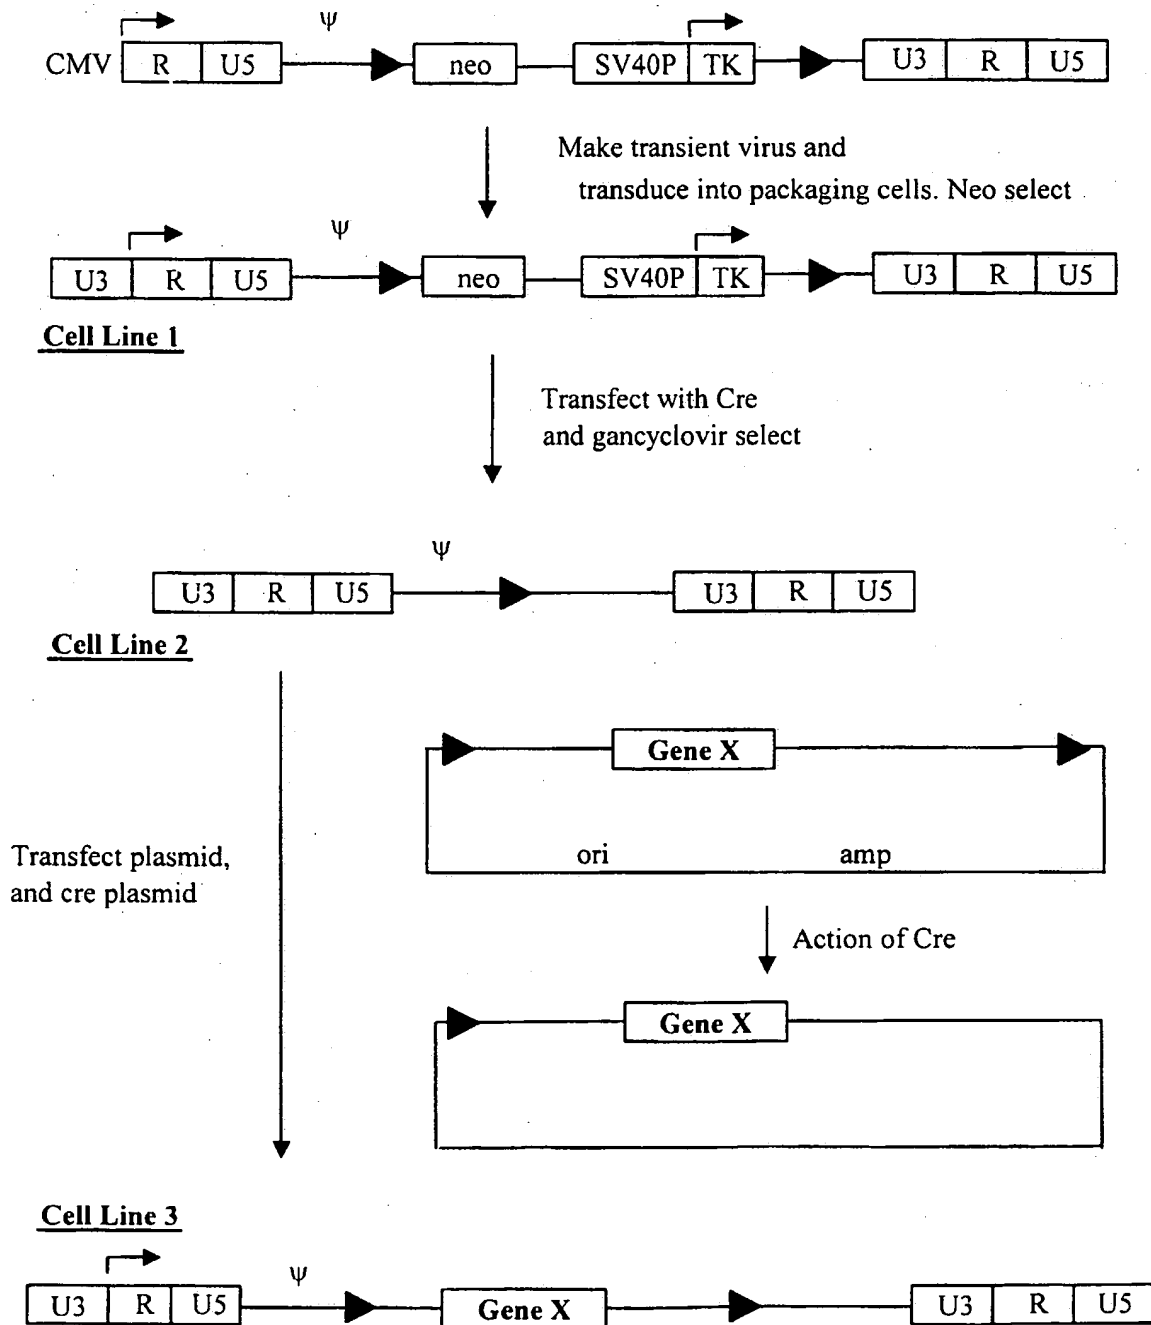 ψ
CMV R U5 neo SV40P TK U3 R U5
Make transient virus and
transduce into packaging cells. Neo select
ψ
U3 R U5 neo SV40P TK U3 R U5
Cell Line 1
Transfect with Cre
and gancyclovir select
ψ
U3 R U5 U3 R U5
Cell Line 2
Gene X
ori amp
Transfect plasmid,
and cre plasmid
Action of Cre
Gene X
Cell Line 3
ψ
U3 R U5 Gene X U3 R U5